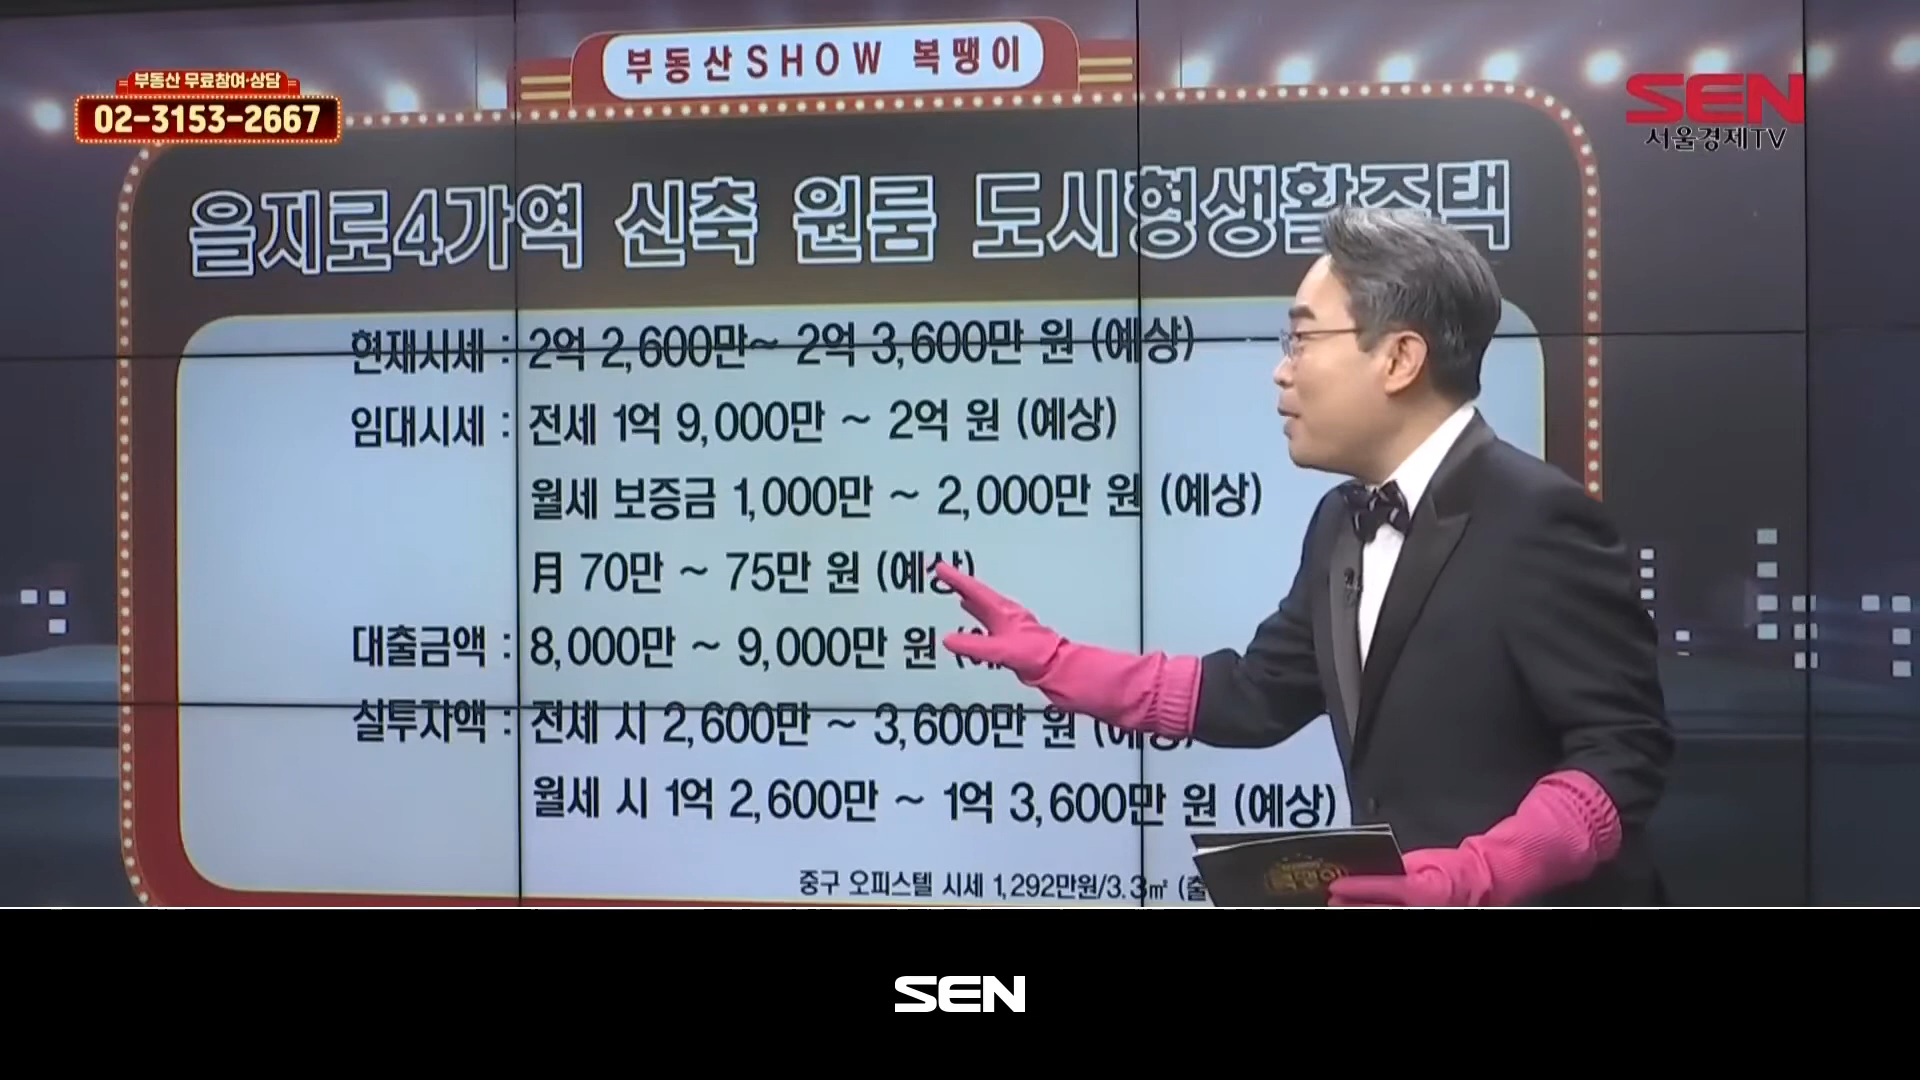 부동산SHOW 복땡이
부동산 무료참여·상담
02-3153-2667
SEN
서울경제TV
을지로4가역 신축 원룸 도시형생활주택
현재시세 : 2억 2,600만~ 2억 3,600만 원 (예상)
임대시세 : 전세 1억 9,000만 ~ 2억 원 (예상)
월세 보증금 1,000만 ~ 2,000만 원 (예상)
月 70만 ~ 75만 원 (예상)
대출금액 : 8,000만 ~ 9,000만 원
실투자액 : 전세 시 2,600만 ~ 3,600만 원 (예상)
월세 시 1억 2,600만 ~ 1억 3,600만 원 (예상)
중구 오피스텔 시세 1,292만원/3.3㎡ (출
SEN